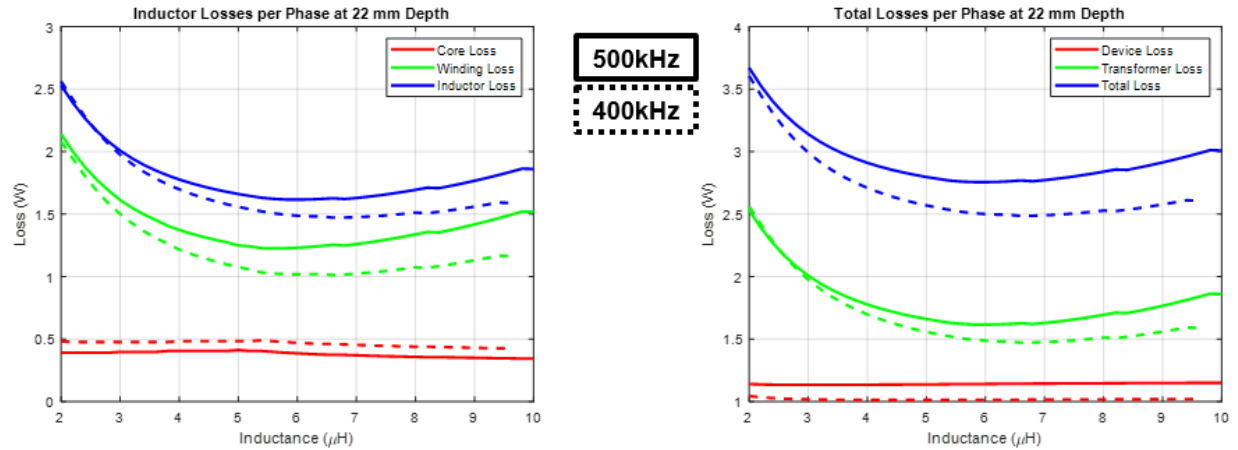 Inductor Losses per Phase at 22 mm Depth
3
2.5
2
1.5
1
0.5
0
Loss (W)
Core Loss
Winding Loss
Inductor Loss
2 3 4 5 6 7 8 9 10
Inductance (μH)
500kHz
400kHz
Total Losses per Phase at 22 mm Depth
4
3.5
3
2.5
2
1.5
1
Loss (W)
Device Loss
Transformer Loss
Total Loss
2 3 4 5 6 7 8 9 10
Inductance (μH)